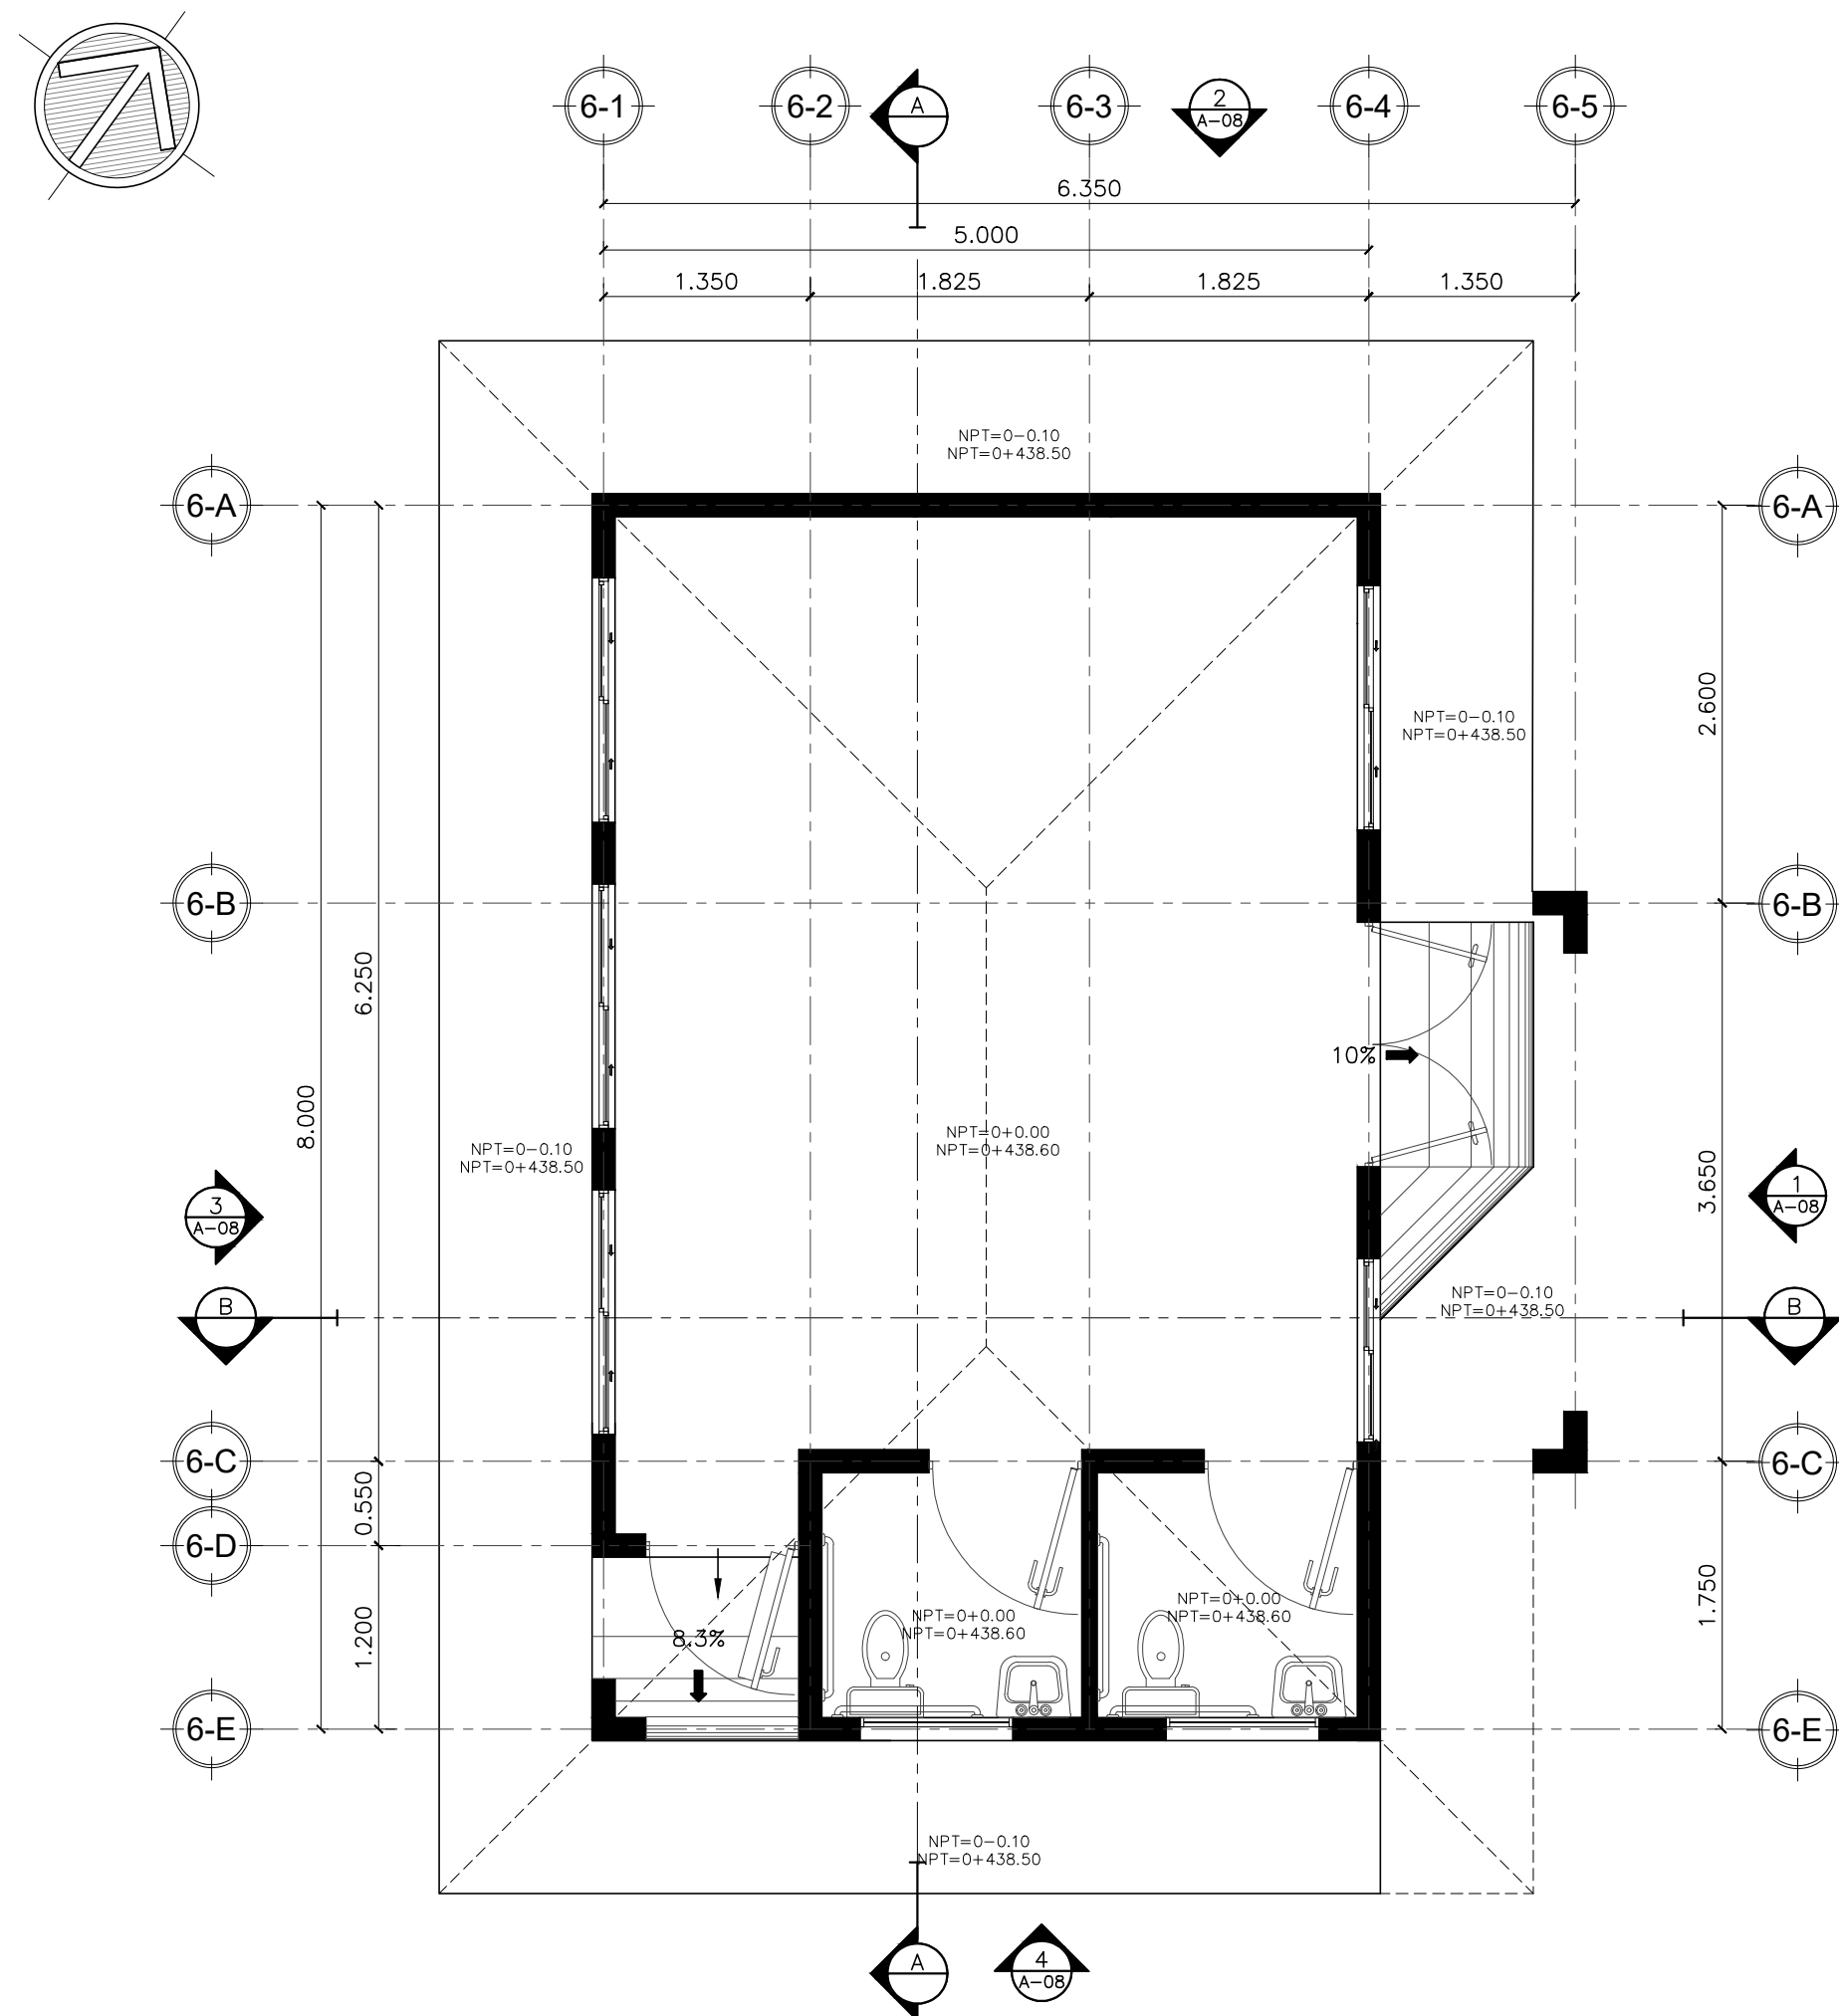 6-1
6-2
A
6-3
2
A-08
6-4
6-5
6.350
5.000
1.350
1.825
1.825
1.350
NPT=0-0.10
NPT=0+438.50
6-A
6-A
2.600
NPT=0-0.10
NPT=0+438.50
6-B
6-B
6.250
10%
8.000
NPT=0-0.10
NPT=0+438.50
NPT=0+0.00
NPT=0+438.60
3.650
3
A-08
1
A-08
B
NPT=0-0.10
NPT=0+438.50
B
6-C
6-C
0.550
6-D
1.200
8.3%
NPT=0+0.00
NPT=0+438.60
NPT=0+0.00
NPT=0+438.60
1.750
6-E
6-E
NPT=0-0.10
NPT=0+438.50
A
4
A-08